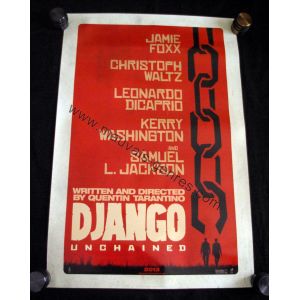 JAMIE
FOXX
CHRISTOPH
WALTZ
LEONARDO
DICAPRIO
KERRY
WASHINGTON
AND
SAMUEL
L. JACKSON
WRITTEN AND DIRECTED
BY QUENTIN TARANTINO
DJANGO
UNCHAINED
2012